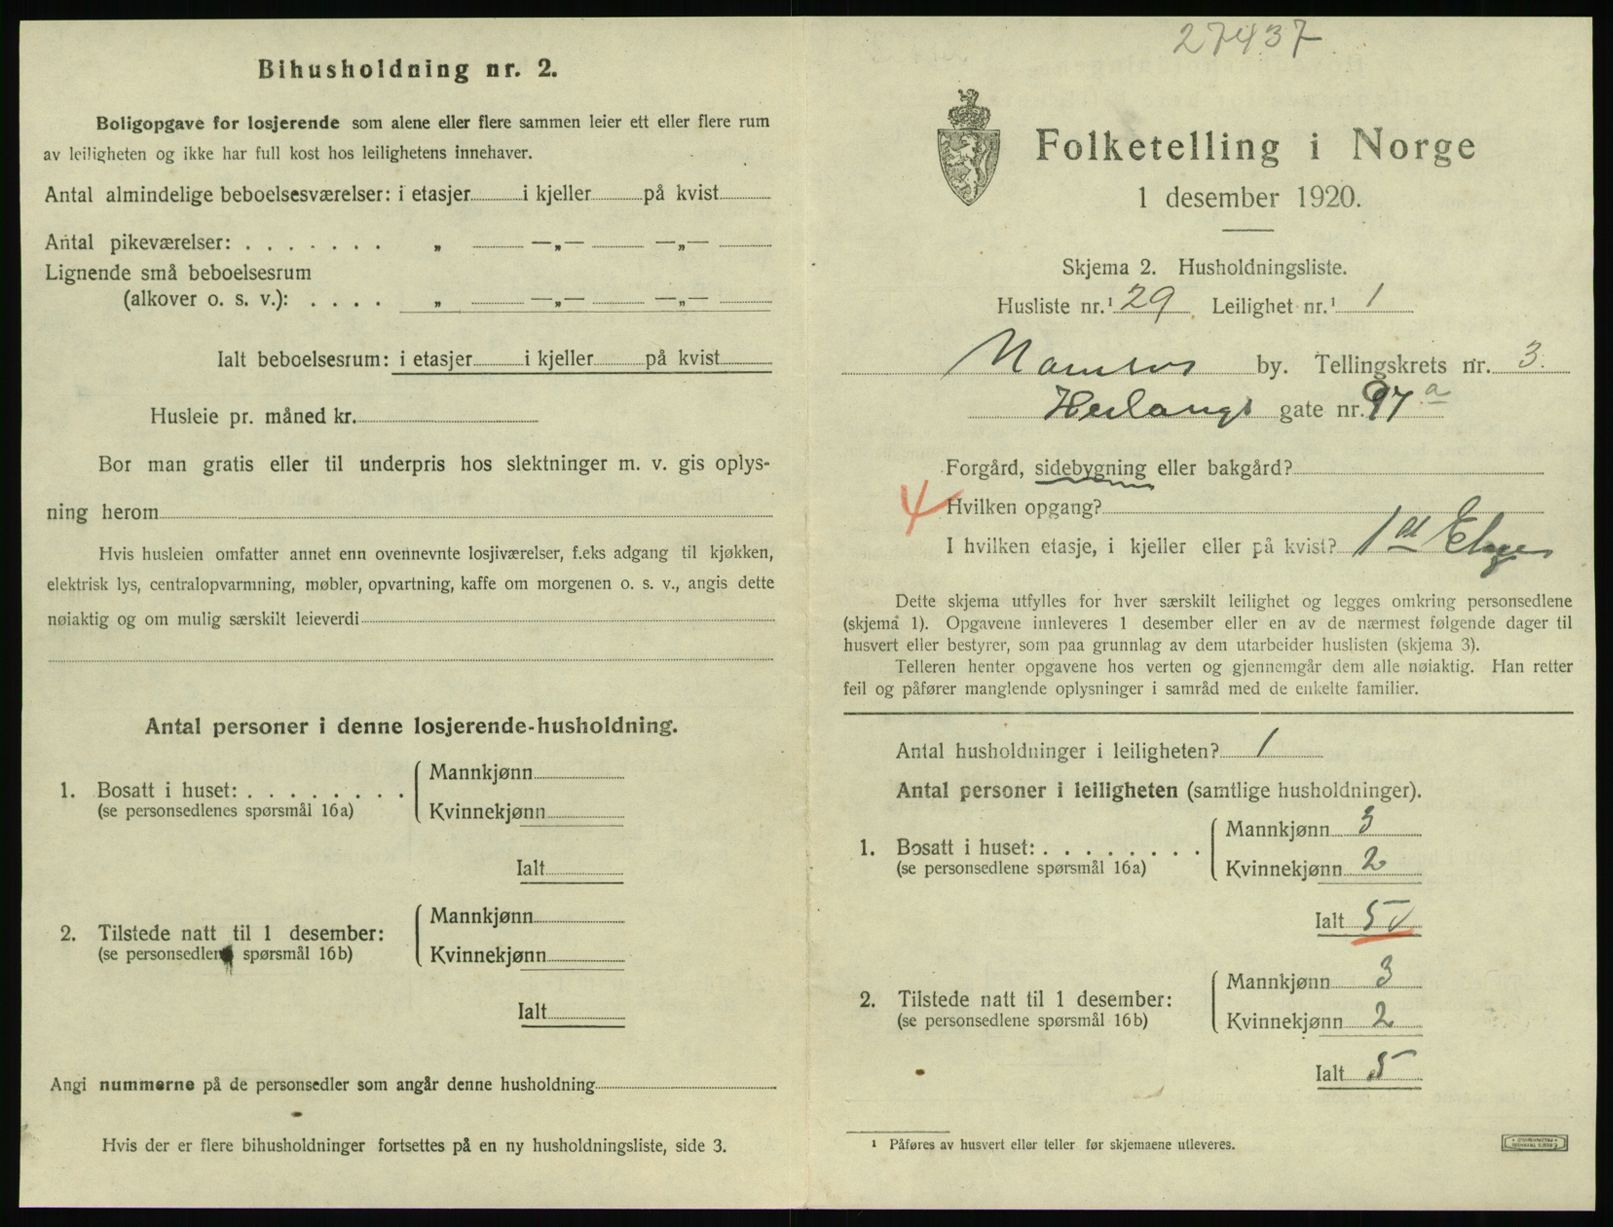 Bihusholdning nr. 2.
Boligopgave for losjerende som alene eller flere sammen leier ett eller flere rum
av leiligheten og ikke har full kost hos leilighetens innehaver.
Antal almindelige beboelsesværelser: i etasjer i kjeller på kvist
Antal pikeværelser: . . . . . . . „ —„— —„—
Lignende små beboelsesrum
(alkover o. s. v.): . . . . „ —„— —„—
Ialt beboelsesrum: i etasjer i kjeller på kvist
Husleie pr. måned kr.
Bor man gratis eller til underpris hos slektninger m. v. gis oplys-
ning herom
Hvis husleien omfatter annet enn ovennevnte losjiværelser, f.eks adgang til kjøkken,
elektrisk lys, centralopvarmning, møbler, opvartning, kaffe om morgenen o. s. v., angis dette
nøiaktig og om mulig særskilt leieverdi
Antal personer i denne losjerende-husholdning.
1. Bosatt i huset: . . . . . . . .
(se personsedlenes spørsmål 16a)
Mannkjønn
Kvinnekjønn
Ialt
2. Tilstede natt til 1 desember:
(se personsedlene spørsmål 16b)
Mannkjønn
Kvinnekjønn
Ialt
Angi nummerne på de personsedler som angår denne husholdning
Hvis der er flere bihusholdninger fortsettes på en ny husholdningsliste, side 3.
27437
Folketelling i Norge
1 desember 1920.
Skjema 2. Husholdningsliste.
Husliste nr.¹ 29 Leilighet nr.¹ 1
Namsos by. Tellingskrets nr. 3.
Herlaugs gate nr. 97 a
Forgård, sidebygning eller bakgård?
4
Hvilken opgang?
I hvilken etasje, i kjeller eller på kvist? 1
Dette skjema utfylles for hver særskilt leilighet og legges omkring personsedlene
(skjema 1). Opgavene innleveres 1 desember eller en av de nærmest følgende dager til
husvert eller bestyrer, som paa grunnlag av dem utarbeider huslisten (skjema 3).
Telleren henter opgavene hos verten og gjennemgår dem alle nøiaktig. Han retter
feil og påfører manglende oplysninger i samråd med de enkelte familier.
Antal husholdninger i leiligheten? 1
Antal personer i leiligheten (samtlige husholdninger).
1. Bosatt i huset: . . . . . . . .
(se personsedlene spørsmål 16a)
Mannkjønn 3
Kvinnekjønn 2
Ialt 5
2. Tilstede natt til 1 desember:
(se personsedlene spørsmål 16b)
Mannkjønn 3
Kvinnekjønn 2
Ialt 5
¹ Påføres av husvert eller teller før skjemaene utleveres.